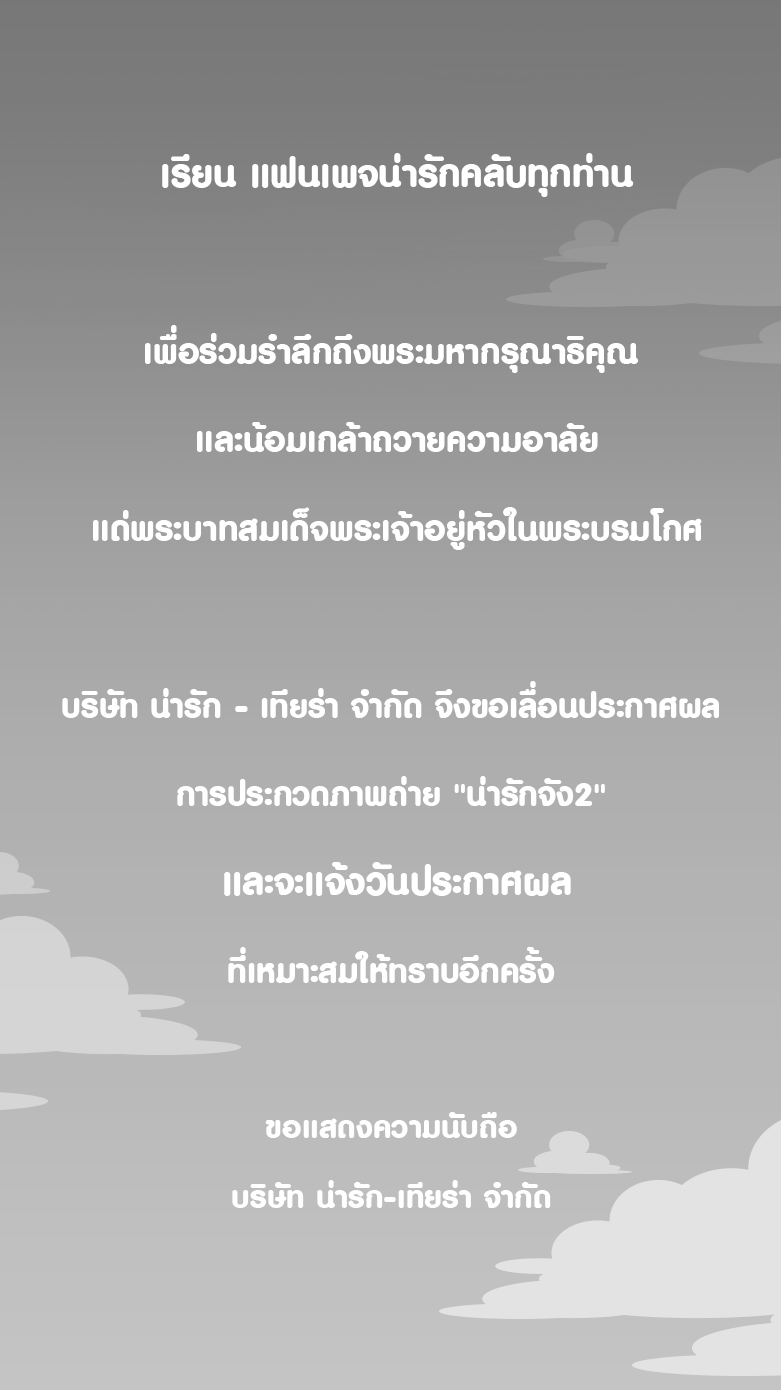 เรียน แฟนเพจน่ารักคลับทุกท่าน
เพื่อร่วมรำลึกถึงพระมหากรุณาธิคุณ
และน้อมเกล้าถวายความอาลัย
แด่พระบาทสมเด็จพระเจ้าอยู่หัวในพระบรมโกศ
บริษัท น่ารัก - เทียร่า จำกัด จึงขอเลื่อนประกาศผล
การประกวดภาพถ่าย "น่ารักจัง2"
และจะแจ้งวันประกาศผล
ที่เหมาะสมให้ทราบอีกครั้ง
ขอแสดงความนับถือ
บริษัท น่ารัก-เทียร่า จำกัด